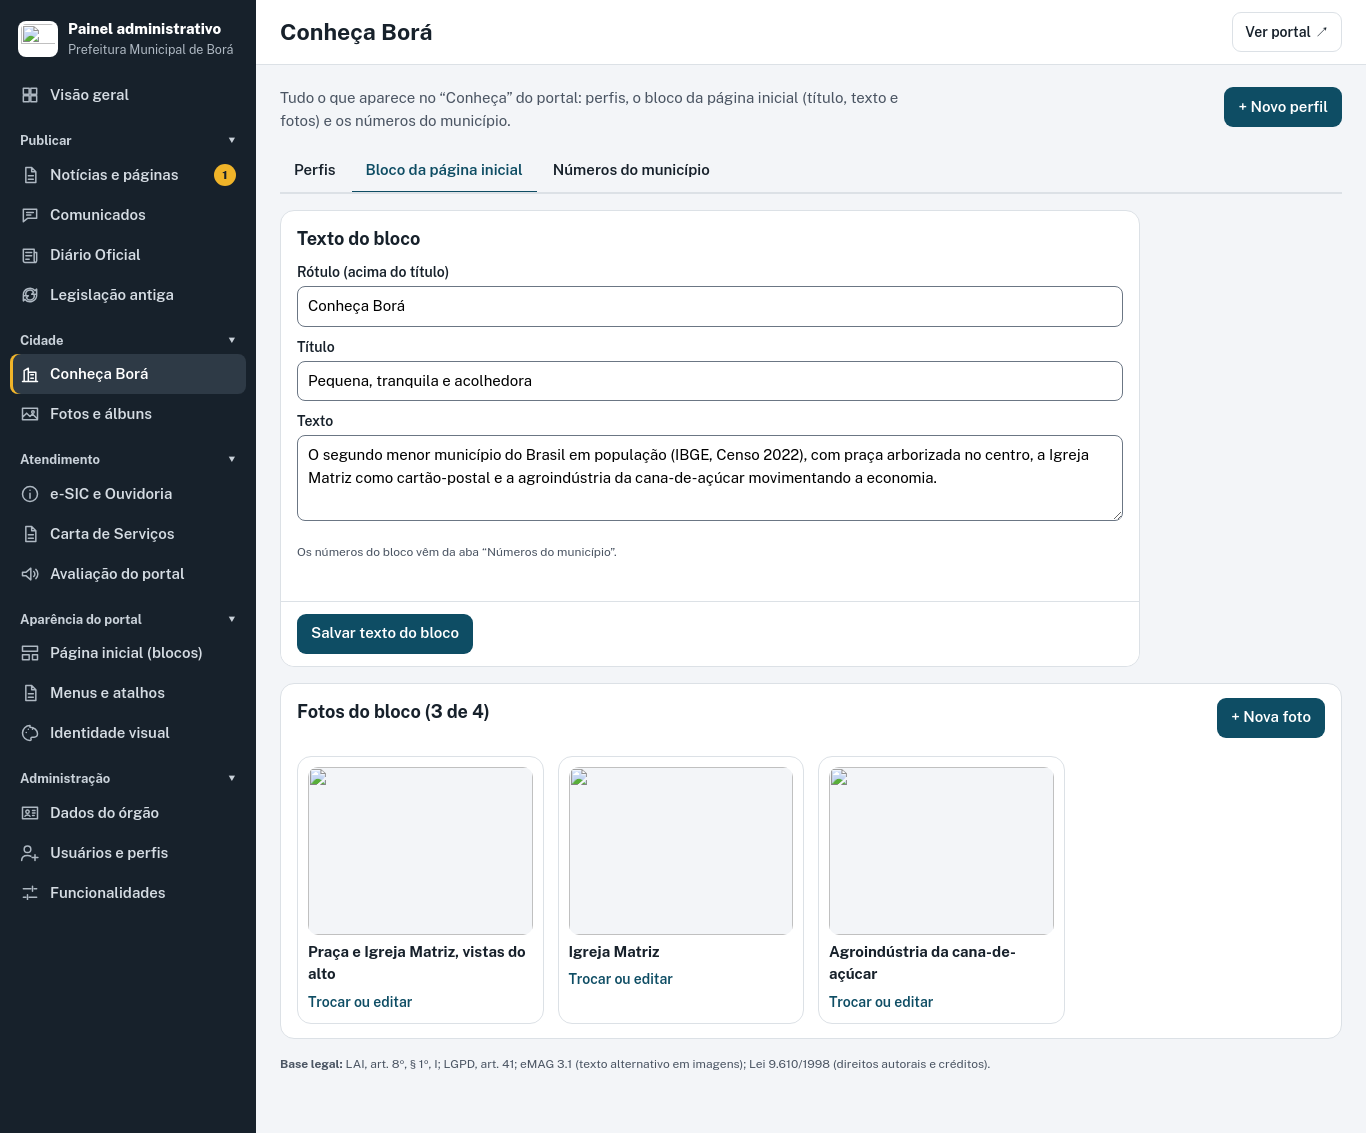 Painel administrativo
Prefeitura Municipal de Borá
Visão geral
Publicar
Notícias e páginas
1
Comunicados
Diário Oficial
Legislação antiga
Cidade
Conheça Borá
Fotos e álbuns
Atendimento
e-SIC e Ouvidoria
Carta de Serviços
Avaliação do portal
Aparência do portal
Página inicial (blocos)
Menus e atalhos
Identidade visual
Administração
Dados do órgão
Usuários e perfis
Funcionalidades
Conheça Borá
Ver portal ↗
Tudo o que aparece no “Conheça” do portal: perfis, o bloco da página inicial (título, texto e
fotos) e os números do município.
+ Novo perfil
Perfis
Bloco da página inicial
Números do município
Texto do bloco
Rótulo (acima do título)
Conheça Borá
Título
Pequena, tranquila e acolhedora
Texto
O segundo menor município do Brasil em população (IBGE, Censo 2022), com praça arborizada no centro, a Igreja
Matriz como cartão-postal e a agroindústria da cana-de-açúcar movimentando a economia.
Os números do bloco vêm da aba “Números do município”.
Salvar texto do bloco
Fotos do bloco (3 de 4)
+ Nova foto
Praça e Igreja Matriz, vistas do
alto
Trocar ou editar
Igreja Matriz
Trocar ou editar
Agroindústria da cana-de-
açúcar
Trocar ou editar
Base legal: LAI, art. 8º, § 1º, I; LGPD, art. 41; eMAG 3.1 (texto alternativo em imagens); Lei 9.610/1998 (direitos autorais e créditos).